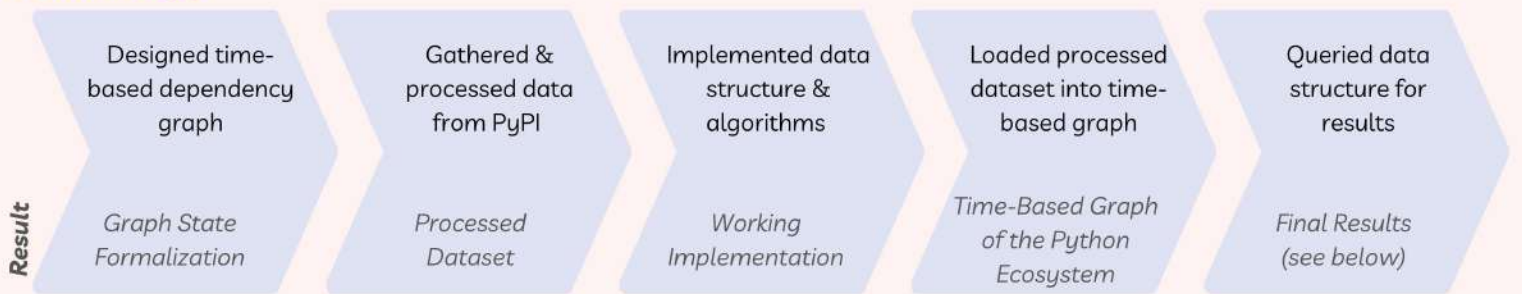 Designed time-
based dependency
graph
Gathered &
processed data
from PyPI
Implemented data
structure &
algorithms
Loaded processed
dataset into time-
based graph
Queried data
structure for
results
Result
Graph State
Formalization
Processed
Dataset
Working
Implementation
Time-Based Graph
of the Python
Ecosystem
Final Results
(see below)